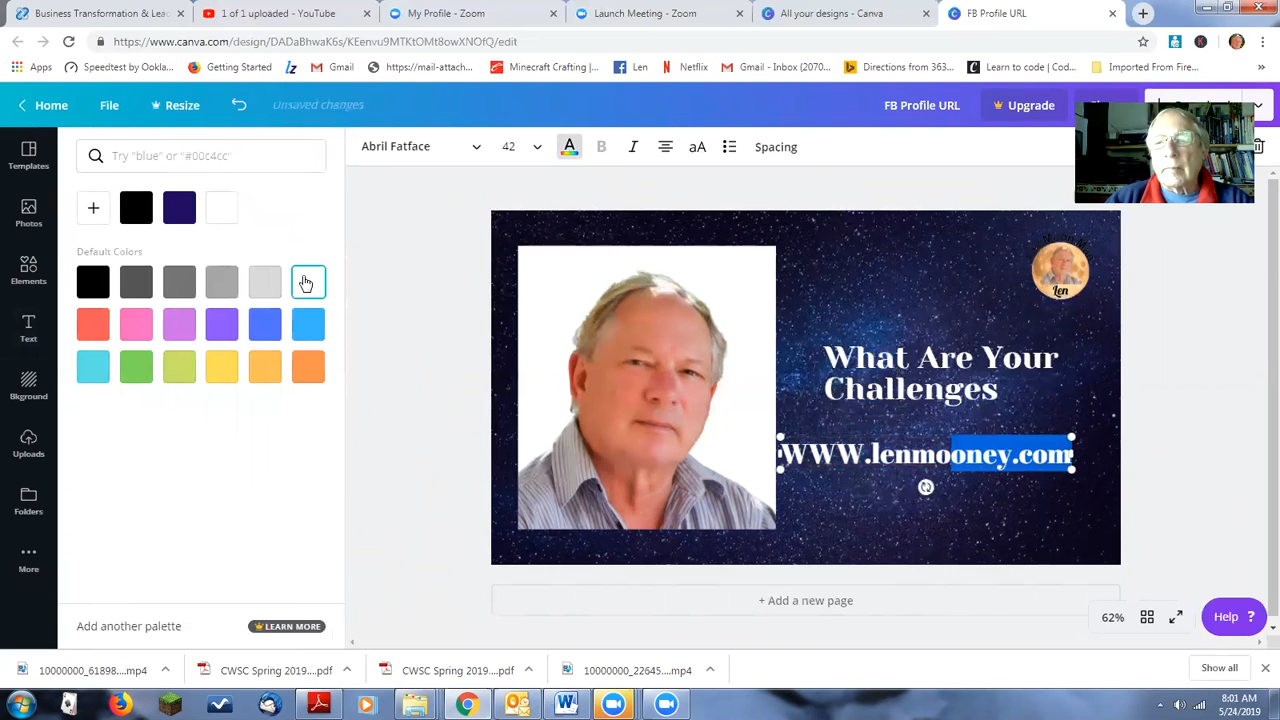 Business Transformation & Len
1 of 1 uploaded - YouTube
My Profile - Zoom
Launch Meeting - Zoom
All your designs - Canva
FB Profile URL
https://www.canva.com/design/DADaBhwaK6s/KEenvu9MTKtOMt8owXNOfQ/edit
Apps
Speedtest by Ookla...
Getting Started
Gmail
https://mail-attach...
Minecraft Crafting...
Len
Netflix
Gmail - Inbox (2070...
Directions from 363...
Learn to code | Cod...
Imported From Fire...
Home
File
Resize
Unsaved changes
FB Profile URL
Upgrade
Templates
Photos
Elements
Text
Bkground
Uploads
Folders
More
Try "blue" or "#00c4cc"
Default Colors
Add another palette
LEARN MORE
Abril Fatface
42
A
B
I
aA
Spacing
Len
What Are Your
Challenges
WWW.lenmooney.com
+ Add a new page
62%
Help ?
10000000_61898....mp4
CWSC Spring 2019....pdf
CWSC Spring 2019....pdf
10000000_22645....mp4
Show all
8:01 AM
5/24/2019